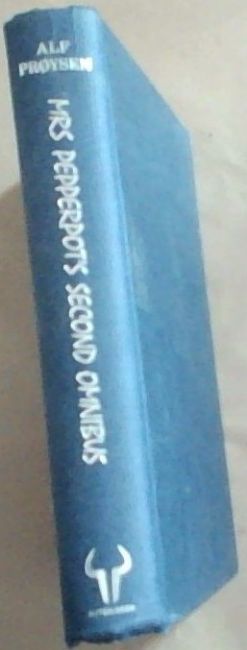 ALF
PRØYSEN
MRS PEPPERPOT'S SECOND OMNIBUS